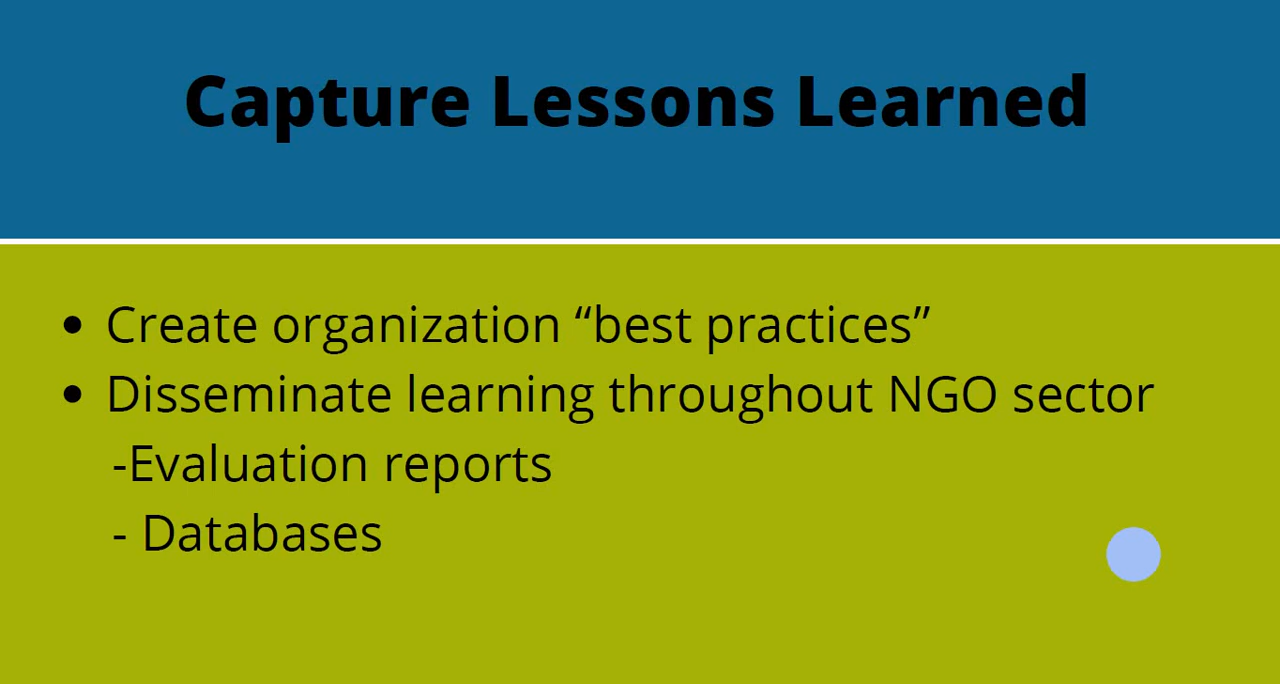 Capture Lessons Learned
• Create organization “best practices”
• Disseminate learning throughout NGO sector
-Evaluation reports
- Databases